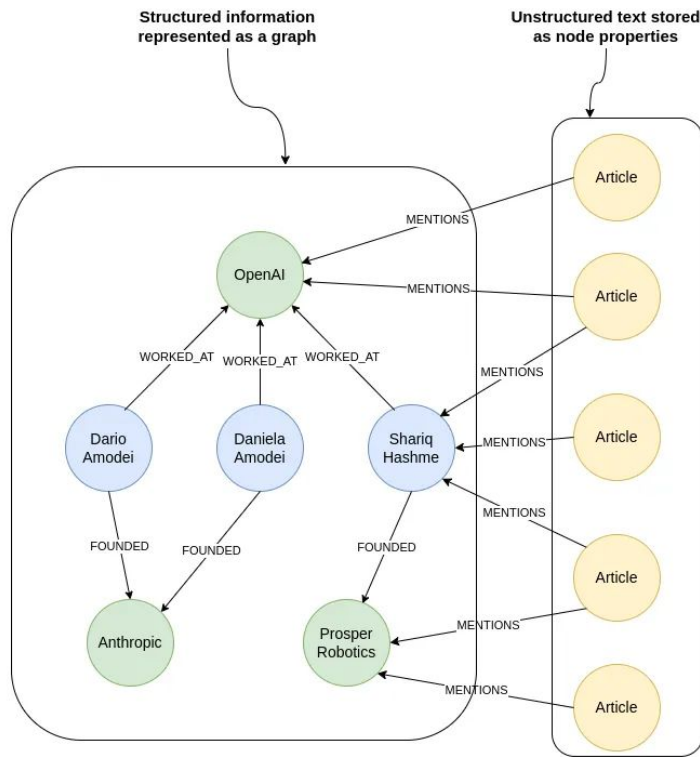 Structured information
represented as a graph
Unstructured text stored
as node properties
Article
MENTIONS
OpenAI
MENTIONS
Article
WORKED_AT
WORKED_AT
WORKED_AT
MENTIONS
Dario
Amodei
Daniela
Amodei
Shariq
Hashme
MENTIONS
Article
MENTIONS
FOUNDED
FOUNDED
FOUNDED
Article
MENTIONS
Anthropic
Prosper
Robotics
MENTIONS
Article